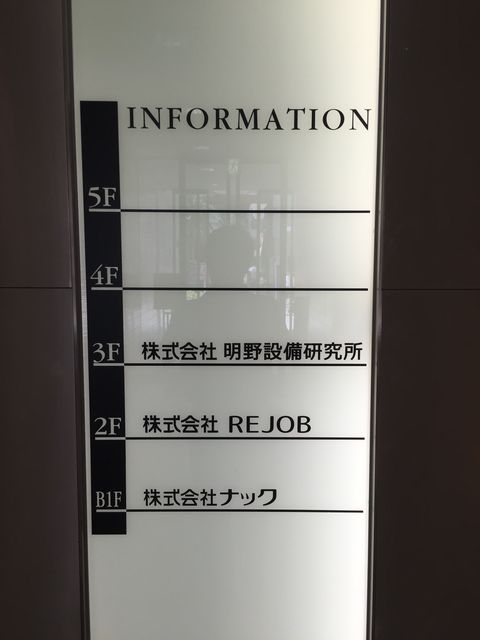 INFORMATION
5F
4F
3F 株式会社 明野設備研究所
2F 株式会社 REJOB
B1F 株式会社ナック